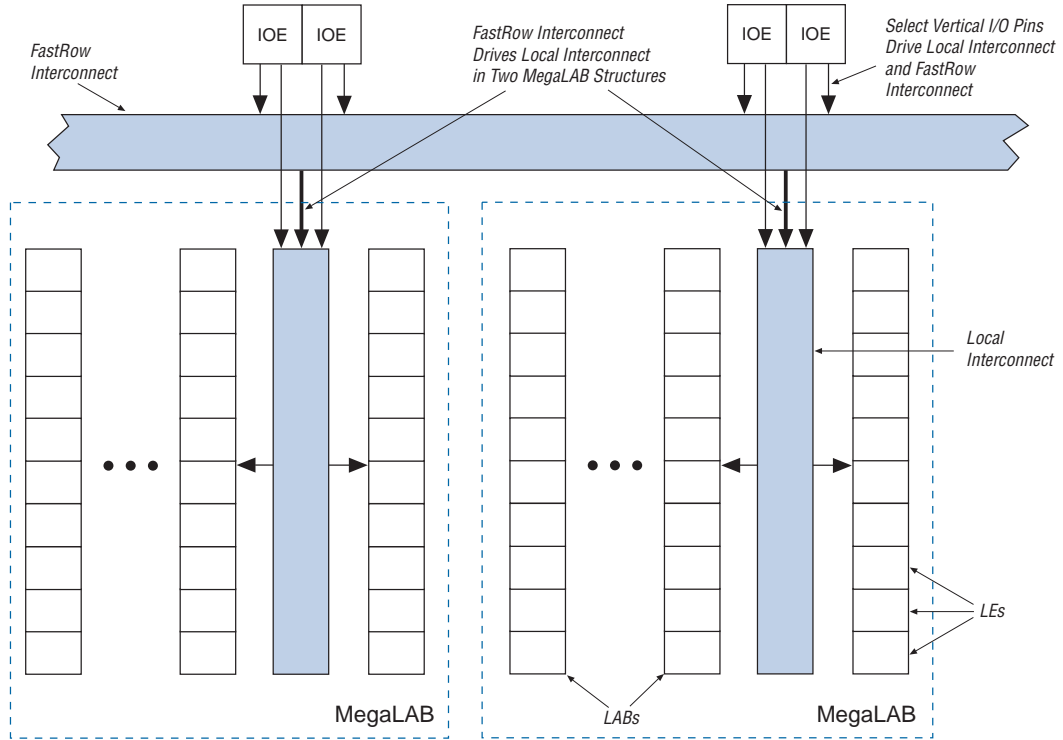 FastRow
Interconnect
IOE
IOE
FastRow Interconnect
Drives Local Interconnect
in Two MegaLAB Structures
IOE
IOE
Select Vertical I/O Pins
Drive Local Interconnect
and FastRow
Interconnect
Local
Interconnect
LEs
LABs
MegaLAB
MegaLAB